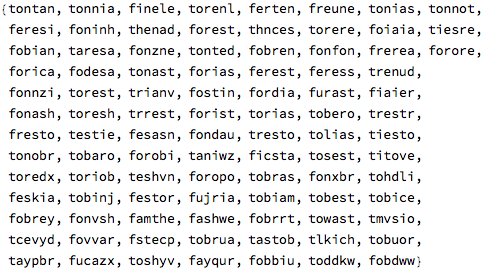 {tontan, tonnia, finele, torenl, ferten, freune, tonias, tonnot,
feresi, foninh, thenad, forest, thnces, torere, foiaia, tiesre,
fobian, taresa, fonzne, tonted, fobren, fonfon, frerea, forore,
forica, fodesa, tonast, forias, ferest, feress, trenud,
fonnzi, torest, trianv, fostin, fordia, furast, fiaier,
fonash, toresh, trrest, forist, torias, tobero, trestr,
fresto, testie, fesasn, fondau, tresto, tolias, tiesto,
tonobr, tobaro, forobi, taniwz, ficsta, tosest, titove,
toredx, toriob, teshvn, foropo, tobras, fonxbr, tohdli,
feskia, tobinj, festor, fujria, tobiam, tobest, tobice,
fobrey, fonvsh, famthe, fashwe, fobrrt, towast, tmvsio,
tcevyd, fovvar, fstecp, tobrua, tastob, tlkich, tobuor,
taypbr, fucazx, toshyv, fayqur, fobbiu, toddkw, fobdww}